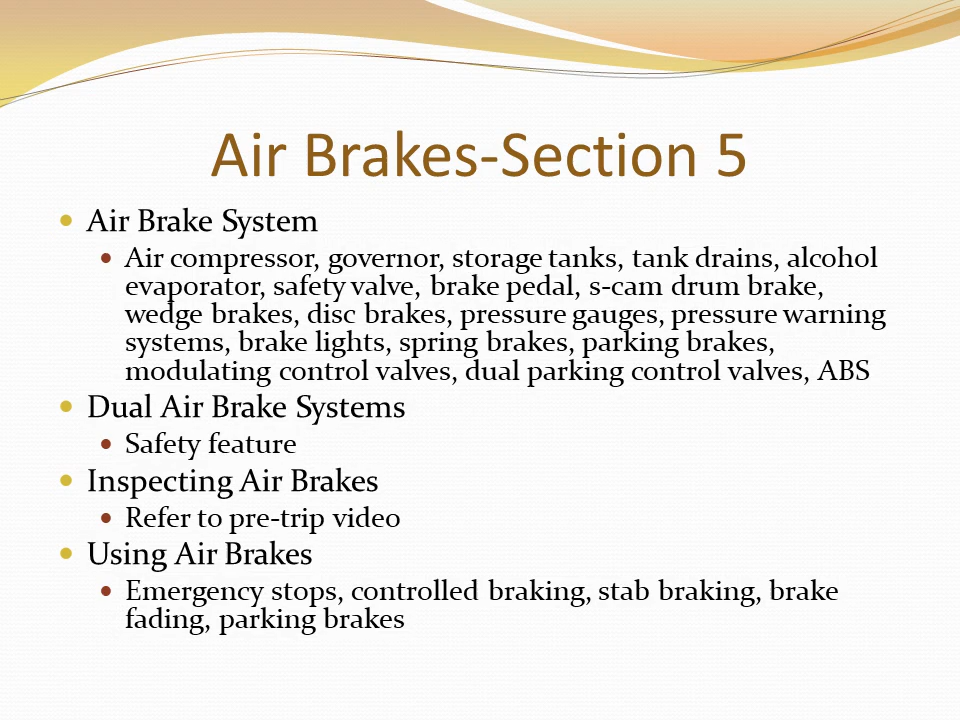 Air Brakes-Section 5
Air Brake System
Air compressor, governor, storage tanks, tank drains, alcohol
evaporator, safety valve, brake pedal, s-cam drum brake,
wedge brakes, disc brakes, pressure gauges, pressure warning
systems, brake lights, spring brakes, parking brakes,
modulating control valves, dual parking control valves, ABS
Dual Air Brake Systems
Safety feature
Inspecting Air Brakes
Refer to pre-trip video
Using Air Brakes
Emergency stops, controlled braking, stab braking, brake
fading, parking brakes